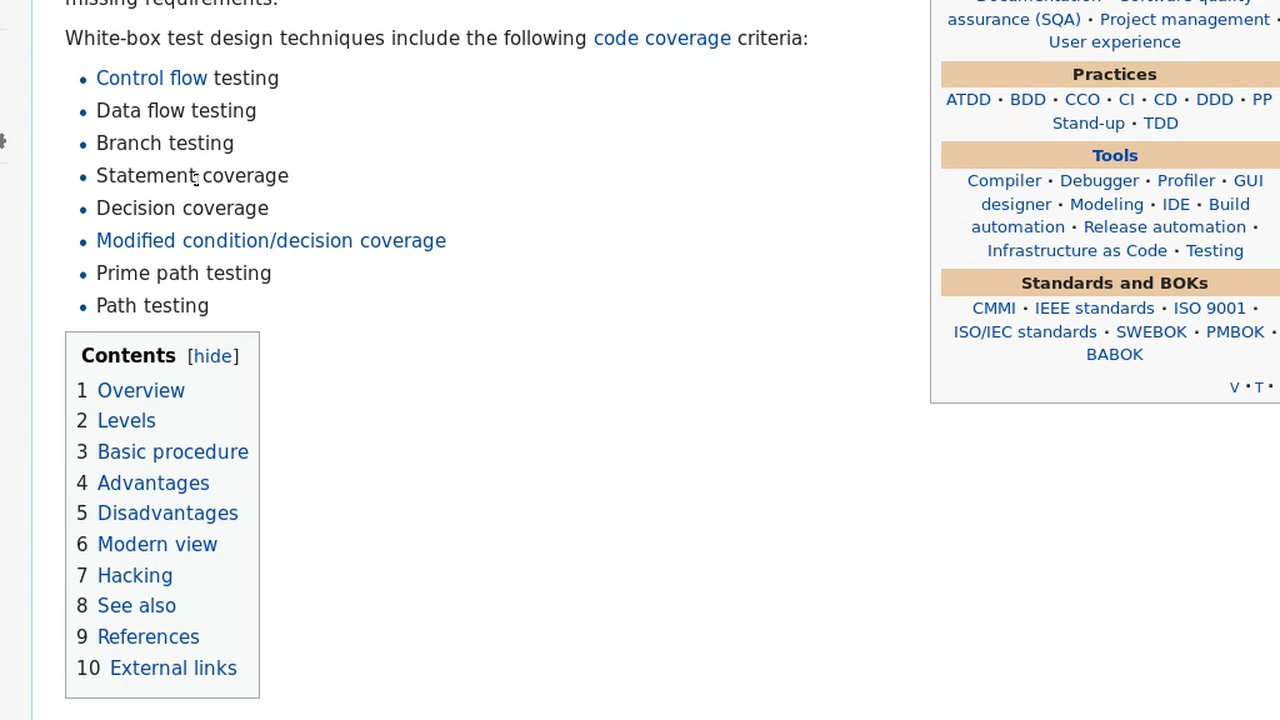 missing requirements.
White-box test design techniques include the following code coverage criteria:
• Control flow testing
• Data flow testing
• Branch testing
• Statement coverage
• Decision coverage
• Modified condition/decision coverage
• Prime path testing
• Path testing
Contents [hide]
1 Overview
2 Levels
3 Basic procedure
4 Advantages
5 Disadvantages
6 Modern view
7 Hacking
8 See also
9 References
10 External links
Documentation · Software quality
assurance (SQA) · Project management ·
User experience
Practices
ATDD · BDD · CCO · CI · CD · DDD · PP
Stand-up · TDD
Tools
Compiler · Debugger · Profiler · GUI
designer · Modeling · IDE · Build
automation · Release automation ·
Infrastructure as Code · Testing
Standards and BOKs
CMMI · IEEE standards · ISO 9001 ·
ISO/IEC standards · SWEBOK · PMBOK ·
BABOK
V · T ·